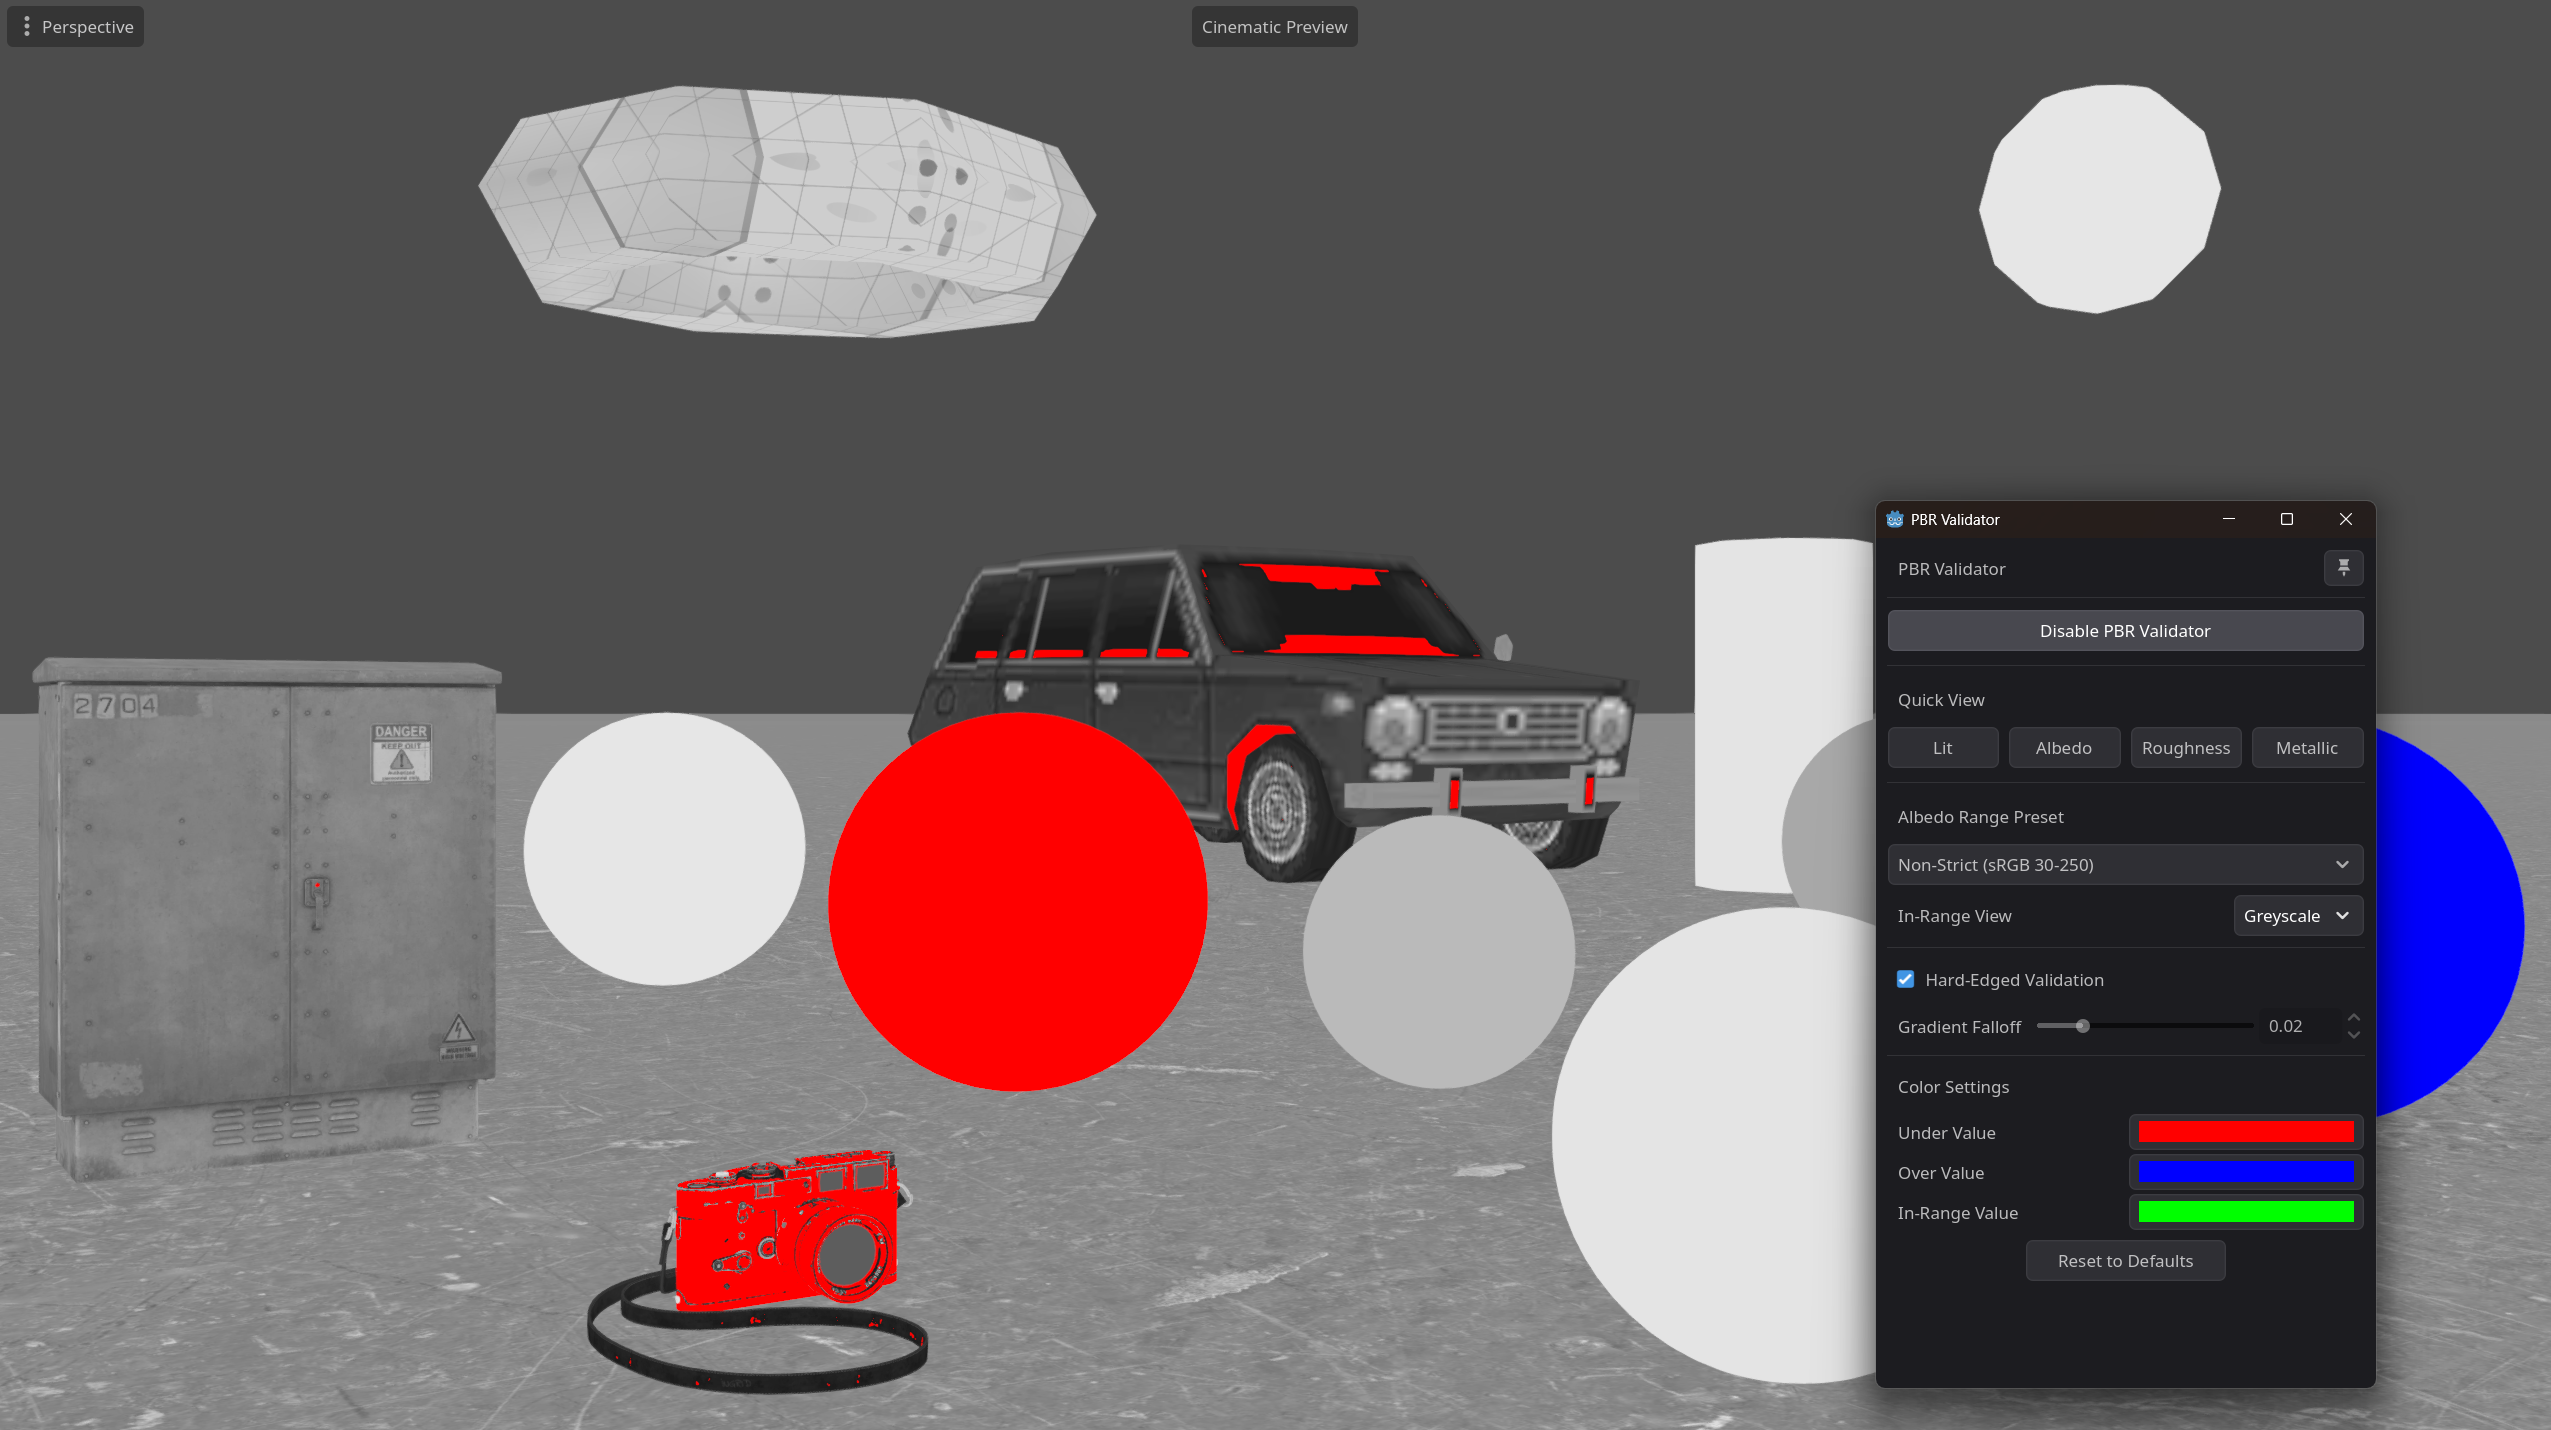 Perspective
Cinematic Preview
2704
DANGER
KEEP OUT
PBR Validator
PBR Validator
Disable PBR Validator
Quick View
Lit
Albedo
Roughness
Metallic
Albedo Range Preset
Non-Strict (sRGB 30-250)
In-Range View
Greyscale
Hard-Edged Validation
Gradient Falloff
0.02
Color Settings
Under Value
Over Value
In-Range Value
Reset to Defaults